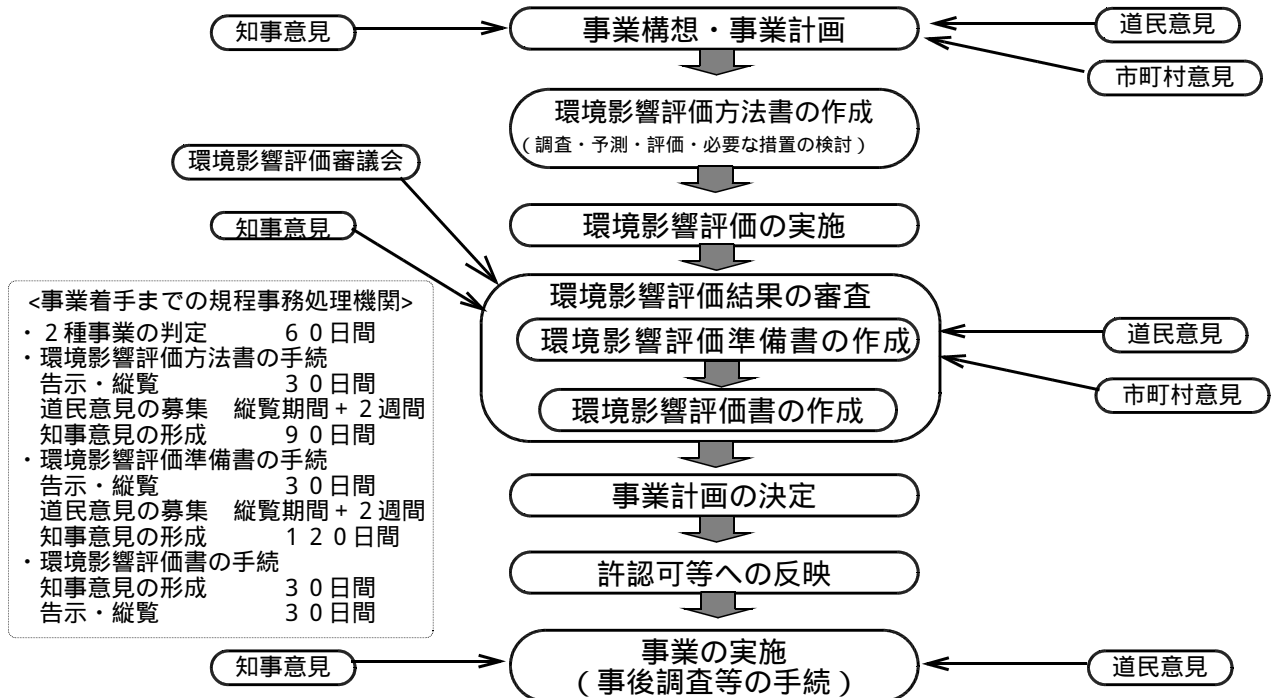 知事意見
事業構想・事業計画
道民意見
市町村意見
環境影響評価方法書の作成
(調査・予測・評価・必要な措置の検討)
環境影響評価審議会
知事意見
環境影響評価の実施
環境影響評価結果の審査
環境影響評価準備書の作成
環境影響評価書の作成
道民意見
市町村意見
<事業着手までの規程事務処理機関>
・2種事業の判定 60日間
・環境影響評価方法書の手続
告示・縦覧 30日間
道民意見の募集 縦覧期間+2週間
知事意見の形成 90日間
・環境影響評価準備書の手続
告示・縦覧 30日間
道民意見の募集 縦覧期間+2週間
知事意見の形成 120日間
・環境影響評価書の手続
知事意見の形成 30日間
告示・縦覧 30日間
事業計画の決定
許認可等への反映
知事意見
事業の実施
(事後調査等の手続)
道民意見